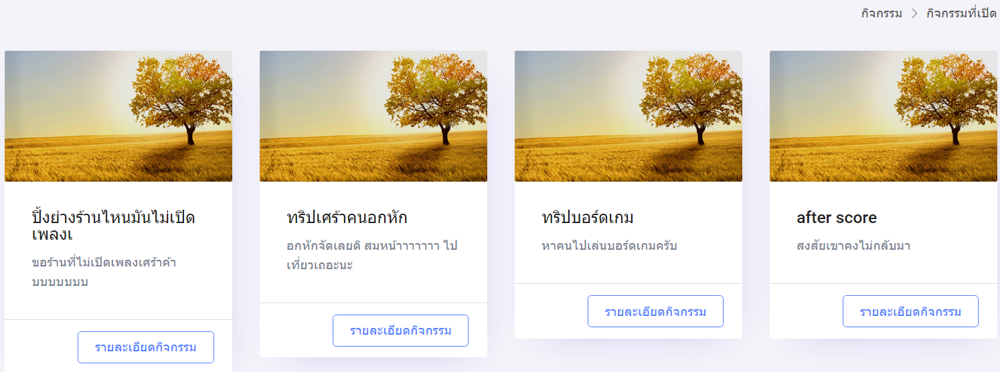 กิจกรรม > กิจกรรมที่เปิด
ปิ้งย่างร้านไหนมันไม่เปิด
เพลงเ
ขอร้านที่ไม่เปิดเพลงเศร้าค้า
บบบบบบบ
รายละเอียดกิจกรรม
ทริปเศร้าคนอกหัก
อกหักจัดเลยดิ สมหน้าาาาาาา ไป
เที่ยวเถอะนะ
รายละเอียดกิจกรรม
ทริปบอร์ดเกม
หาคนไปเล่นบอร์ดเกมครับ
รายละเอียดกิจกรรม
after score
สงสัยเขาคงไม่กลับมา
รายละเอียดกิจกรรม